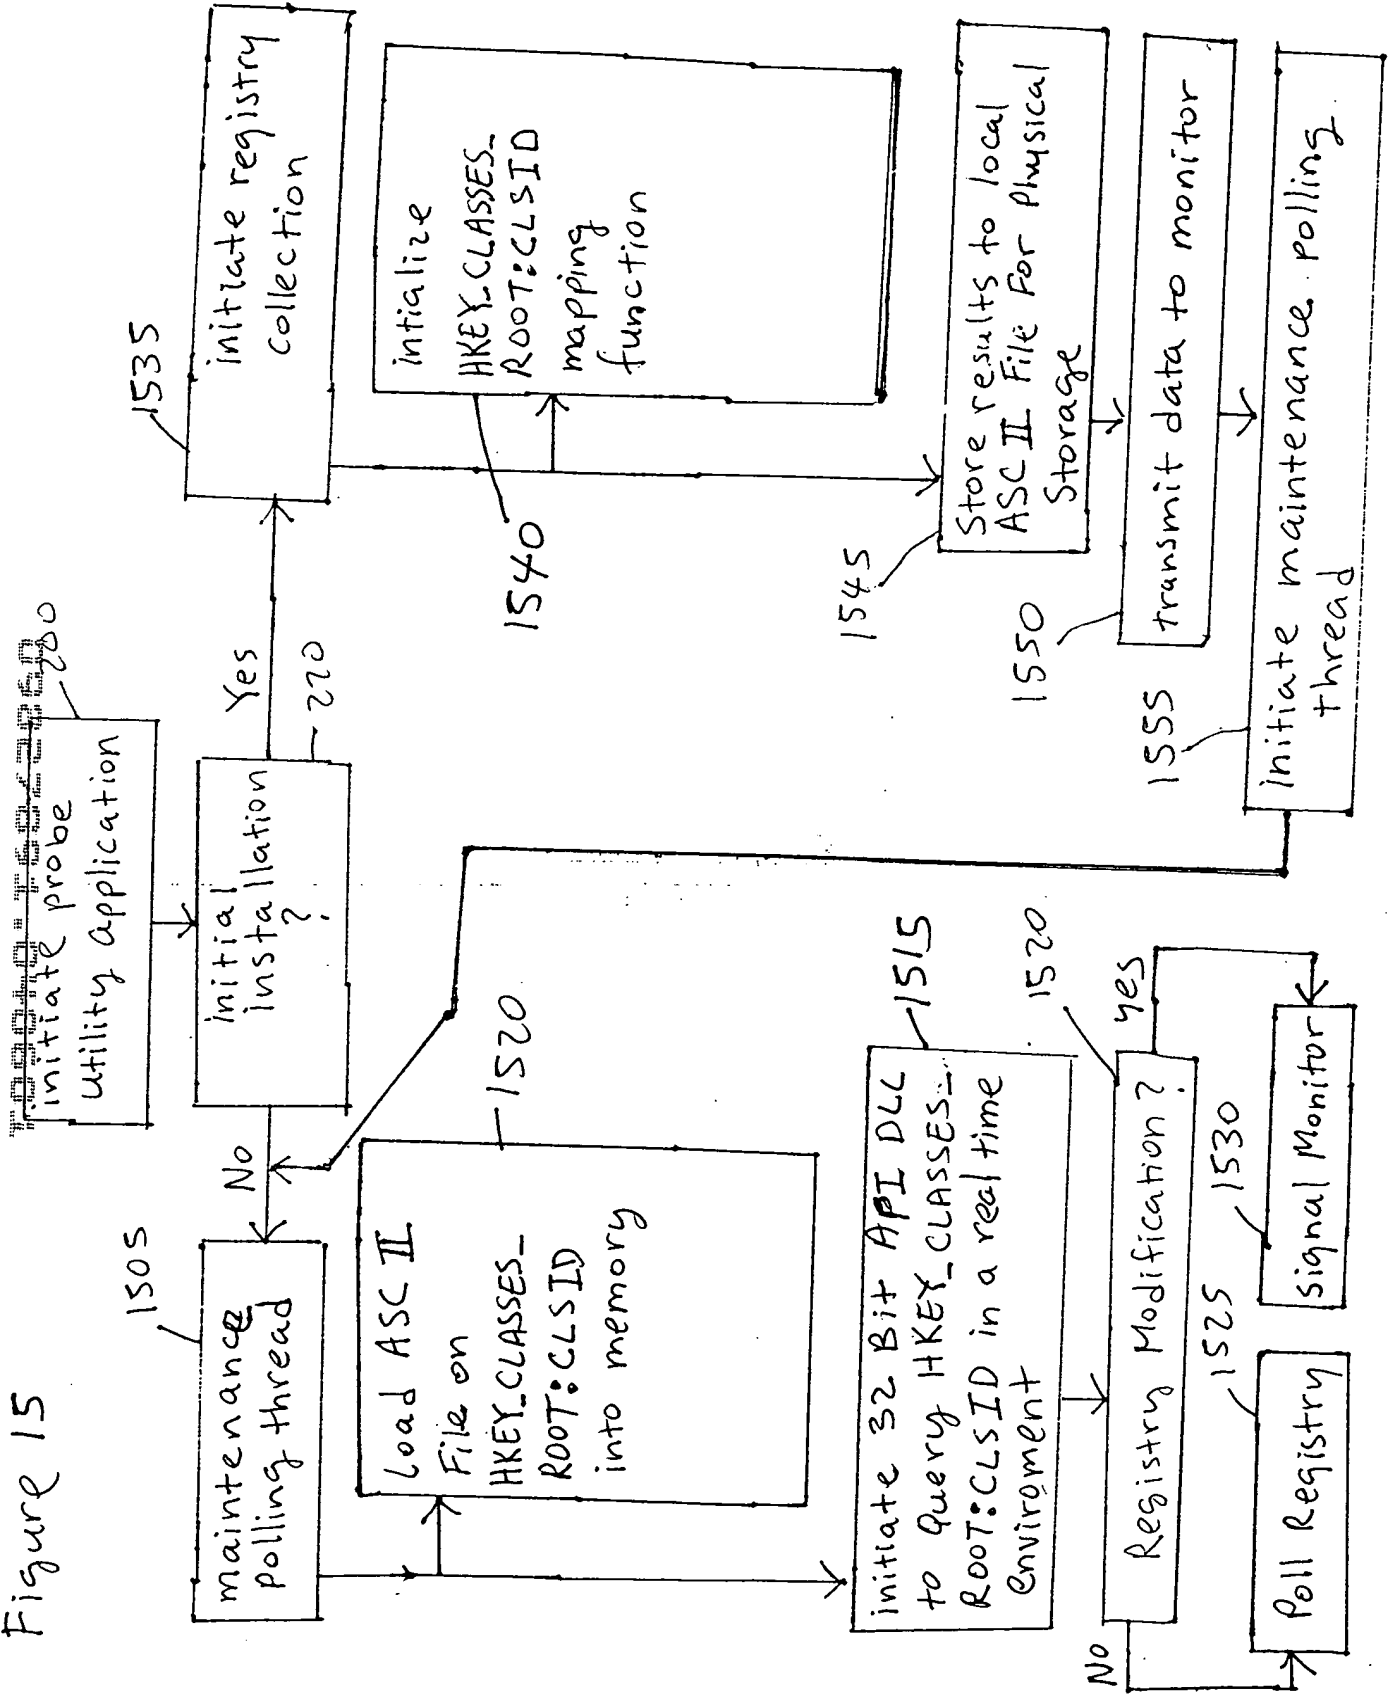 Figure 15
initiate probe
Utility application
200
initial
installation
?
220
No
Yes
1505
maintenance
polling thread
Load ASC II
File on
HKEY_CLASSES_
ROOT:CLSID
into memory
1520
initiate 32 Bit API DLL
to Query HKEY_CLASSES_
ROOT:CLSID in a real time
enviroment
1515
Registry Modification?
1520
No
yes
Poll Registry
1525
Signal Monitor
1530
1535
initiate registry
collection
intialize
HKEY_CLASSES_
ROOT:CLSID
mapping
function
1540
Store results to local
ASC II File For Physical
Storage
1545
transmit data to monitor
1550
initiate maintenance polling
thread
1555